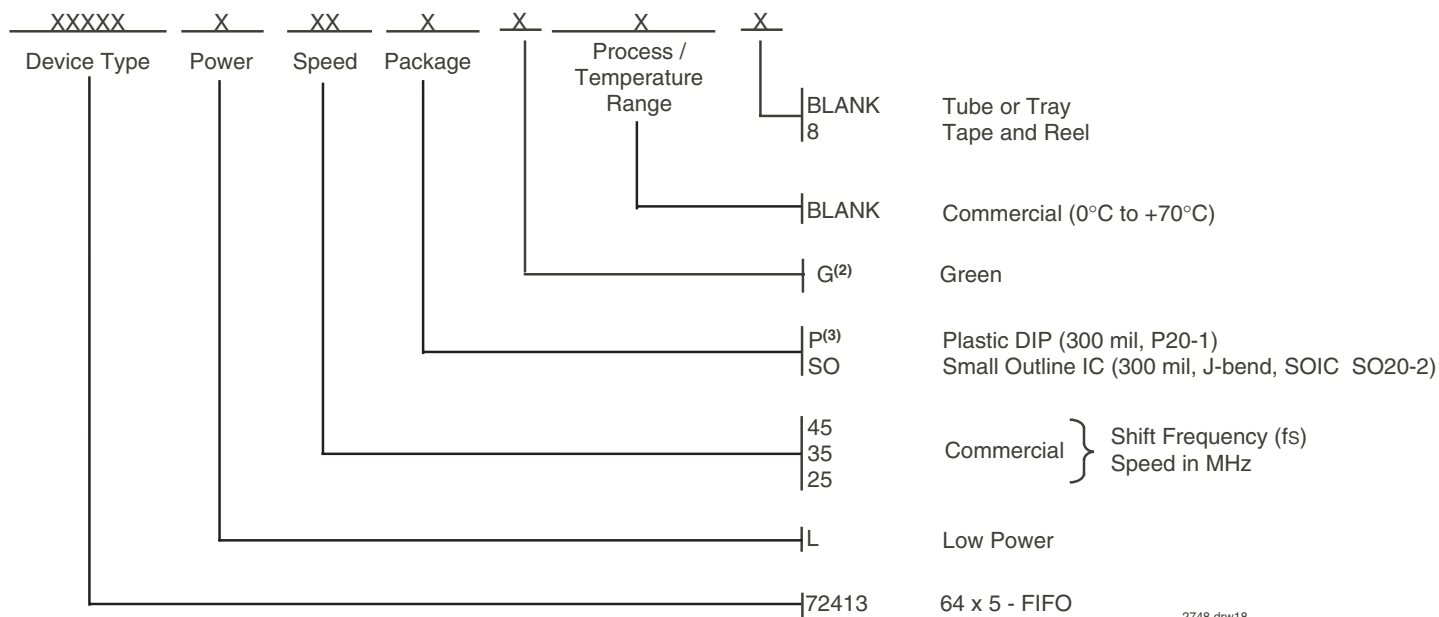 XXXXX X XX X X X X
Device Type Power Speed Package Process /
Temperature
Range
BLANK Tube or Tray
8 Tape and Reel
BLANK Commercial (0°C to +70°C)
G(2) Green
P(3) Plastic DIP (300 mil, P20-1)
SO Small Outline IC (300 mil, J-bend, SOIC SO20-2)
45
35
25
Commercial
Shift Frequency (fs)
Speed in MHz
L Low Power
72413 64 x 5 - FIFO
2748 drw18